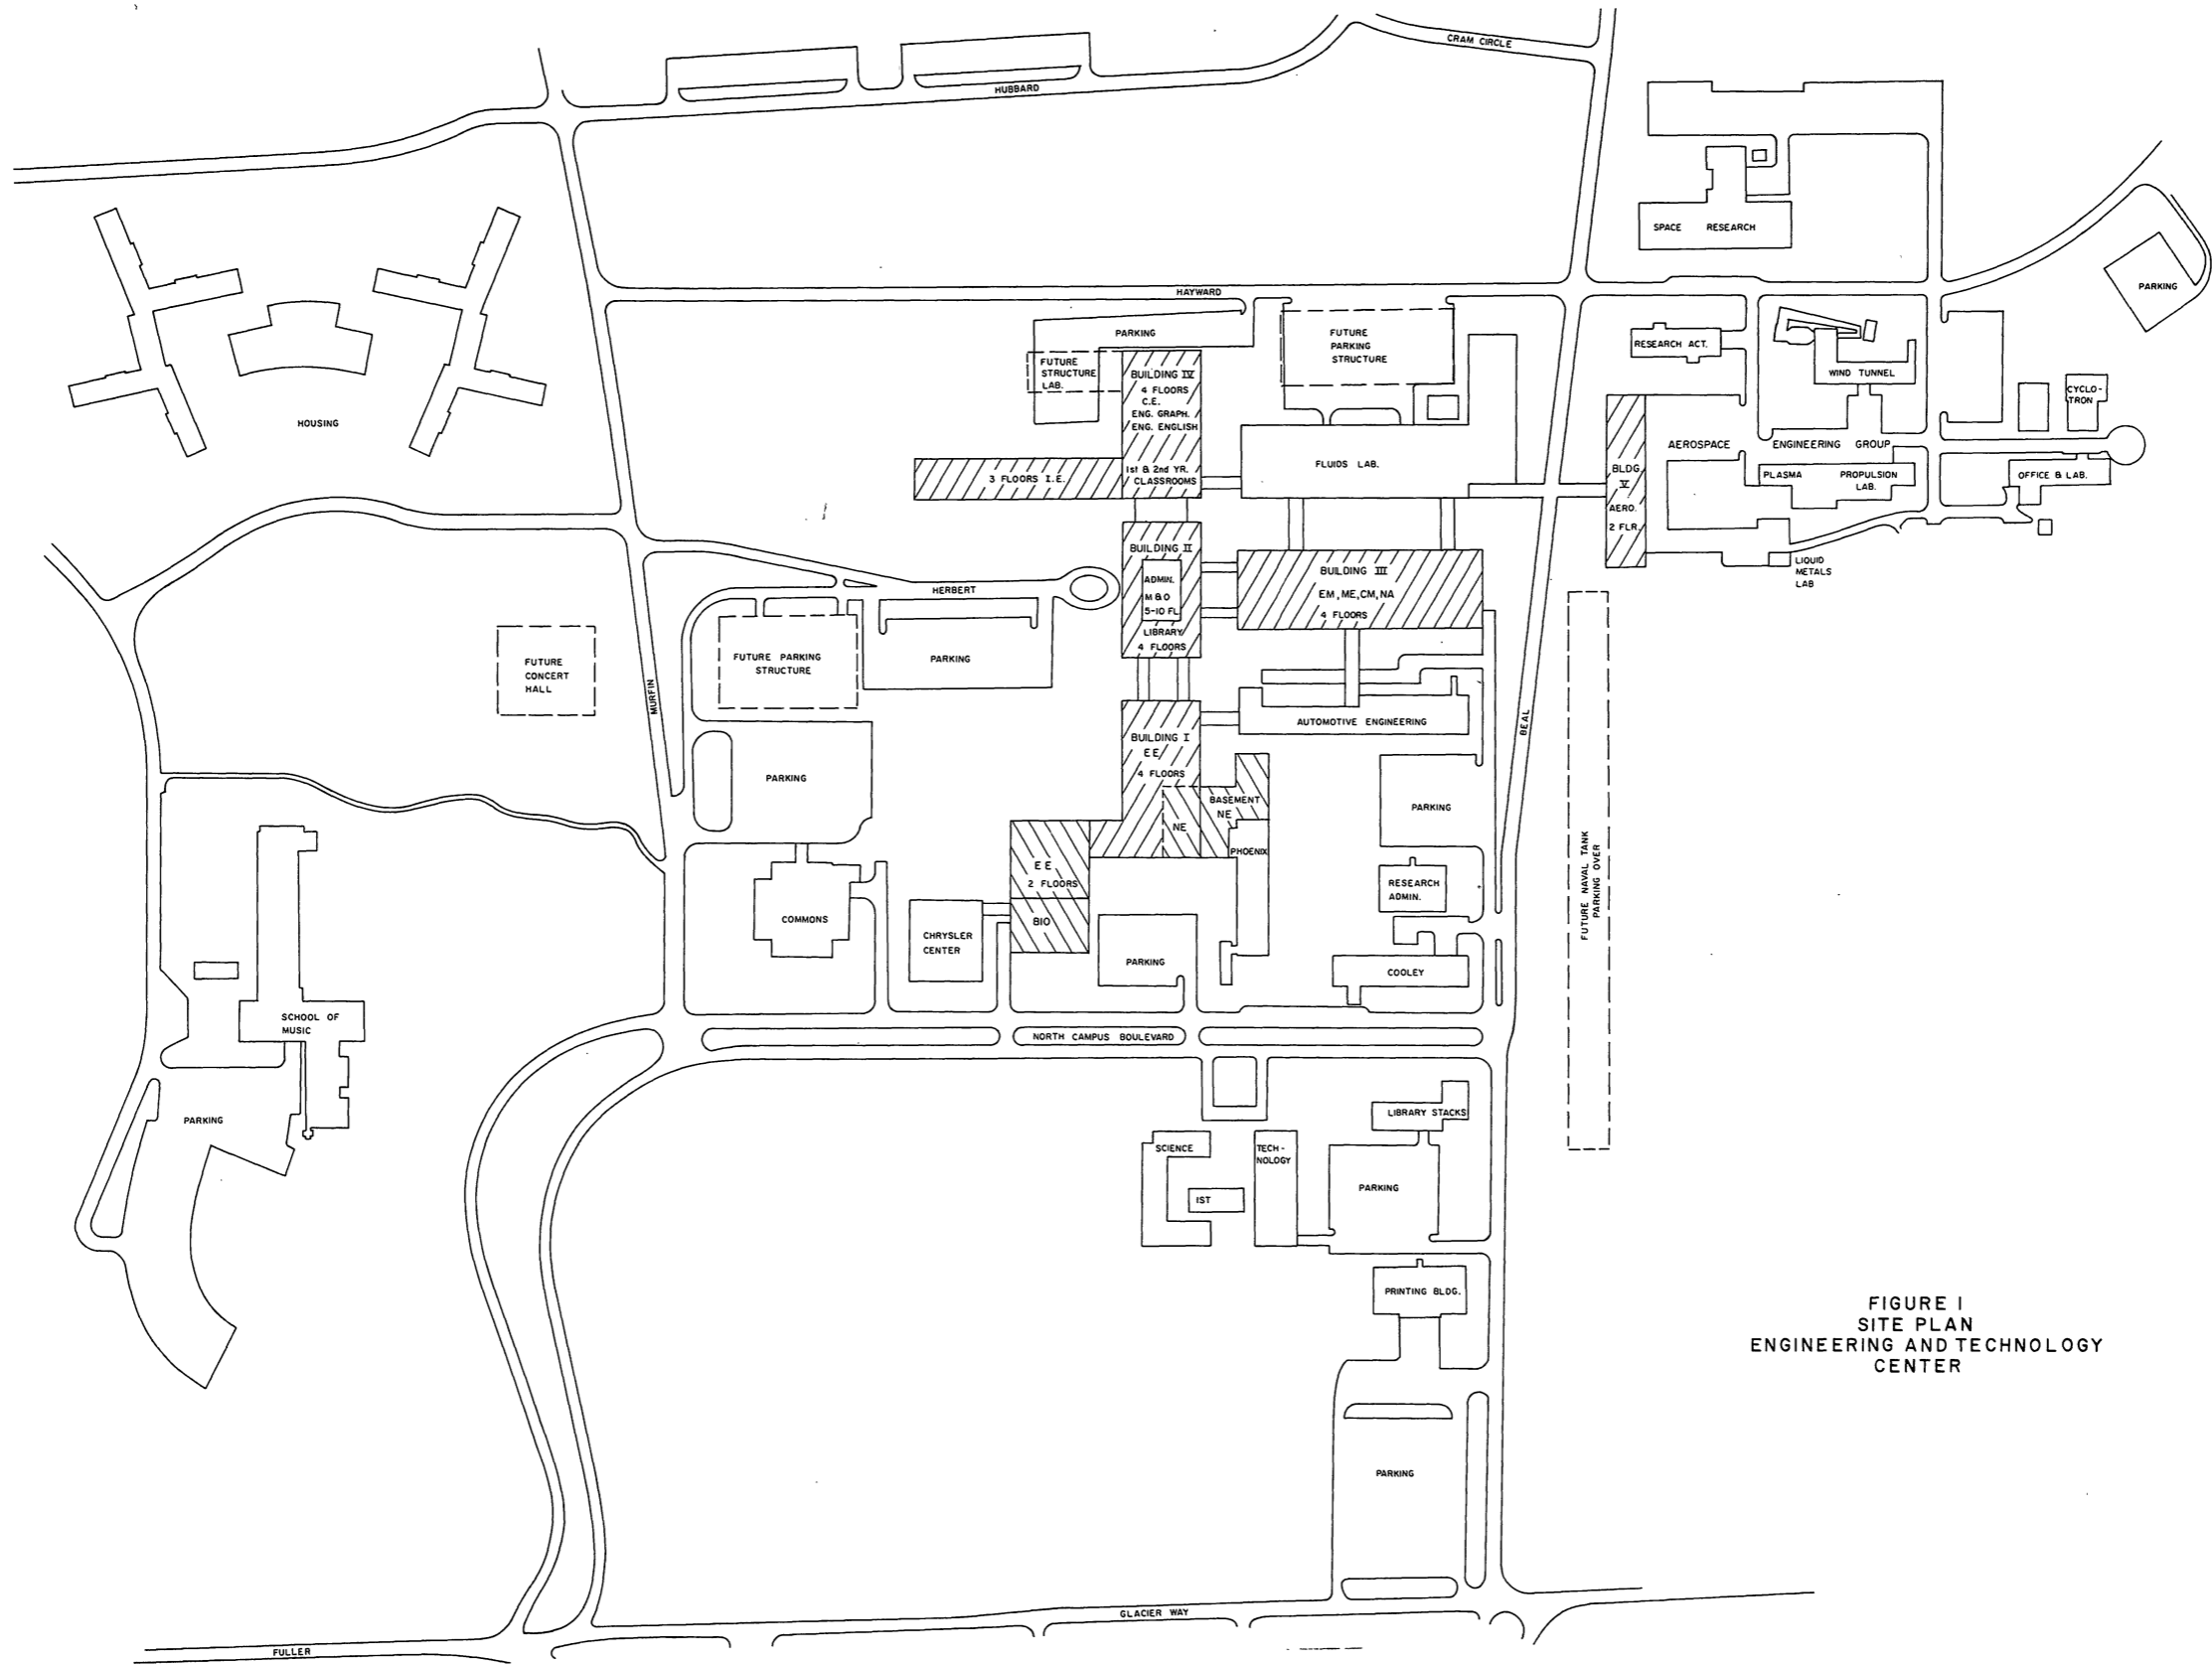 CRAM CIRCLE
HUBBARD
SPACE RESEARCH
HAYWARD
PARKING
PARKING
FUTURE
PARKING
STRUCTURE
RESEARCH ACT.
FUTURE
STRUCTURE
LAB.
BUILDING IV
4 FLOORS
C.E.
ENG. GRAPH.
ENG. ENGLISH
WIND TUNNEL
CYCLO-
TRON
HOUSING
AEROSPACE ENGINEERING GROUP
FLUIDS LAB.
1st & 2nd YR.
CLASSROOMS
3 FLOORS I.E.
BLDG.
V
AERO.
2 FLR.
PLASMA PROPULSION
LAB.
OFFICE & LAB.
BUILDING II
ADMIN.
M & O
5-10 FL.
LIBRARY
4 FLOORS
BUILDING III
EM, ME, CM, NA
4 FLOORS
LIQUID
METALS
LAB
HERBERT
FUTURE
CONCERT
HALL
MURFIN
FUTURE PARKING
STRUCTURE
PARKING
BUILDING I
E E
4 FLOORS
AUTOMOTIVE ENGINEERING
BEAL
PARKING
BASEMENT
NE
NE
PHOENIX
PARKING
FUTURE NAVAL TANK
PARKING OVER
E E
2 FLOORS
BIO
RESEARCH
ADMIN.
COMMONS
CHRYSLER
CENTER
PARKING
COOLEY
SCHOOL OF
MUSIC
NORTH CAMPUS BOULEVARD
PARKING
LIBRARY STACKS
SCIENCE
TECH-
NOLOGY
IST
PARKING
PRINTING BLDG.
FIGURE 1
SITE PLAN
ENGINEERING AND TECHNOLOGY
CENTER
PARKING
GLACIER WAY
FULLER